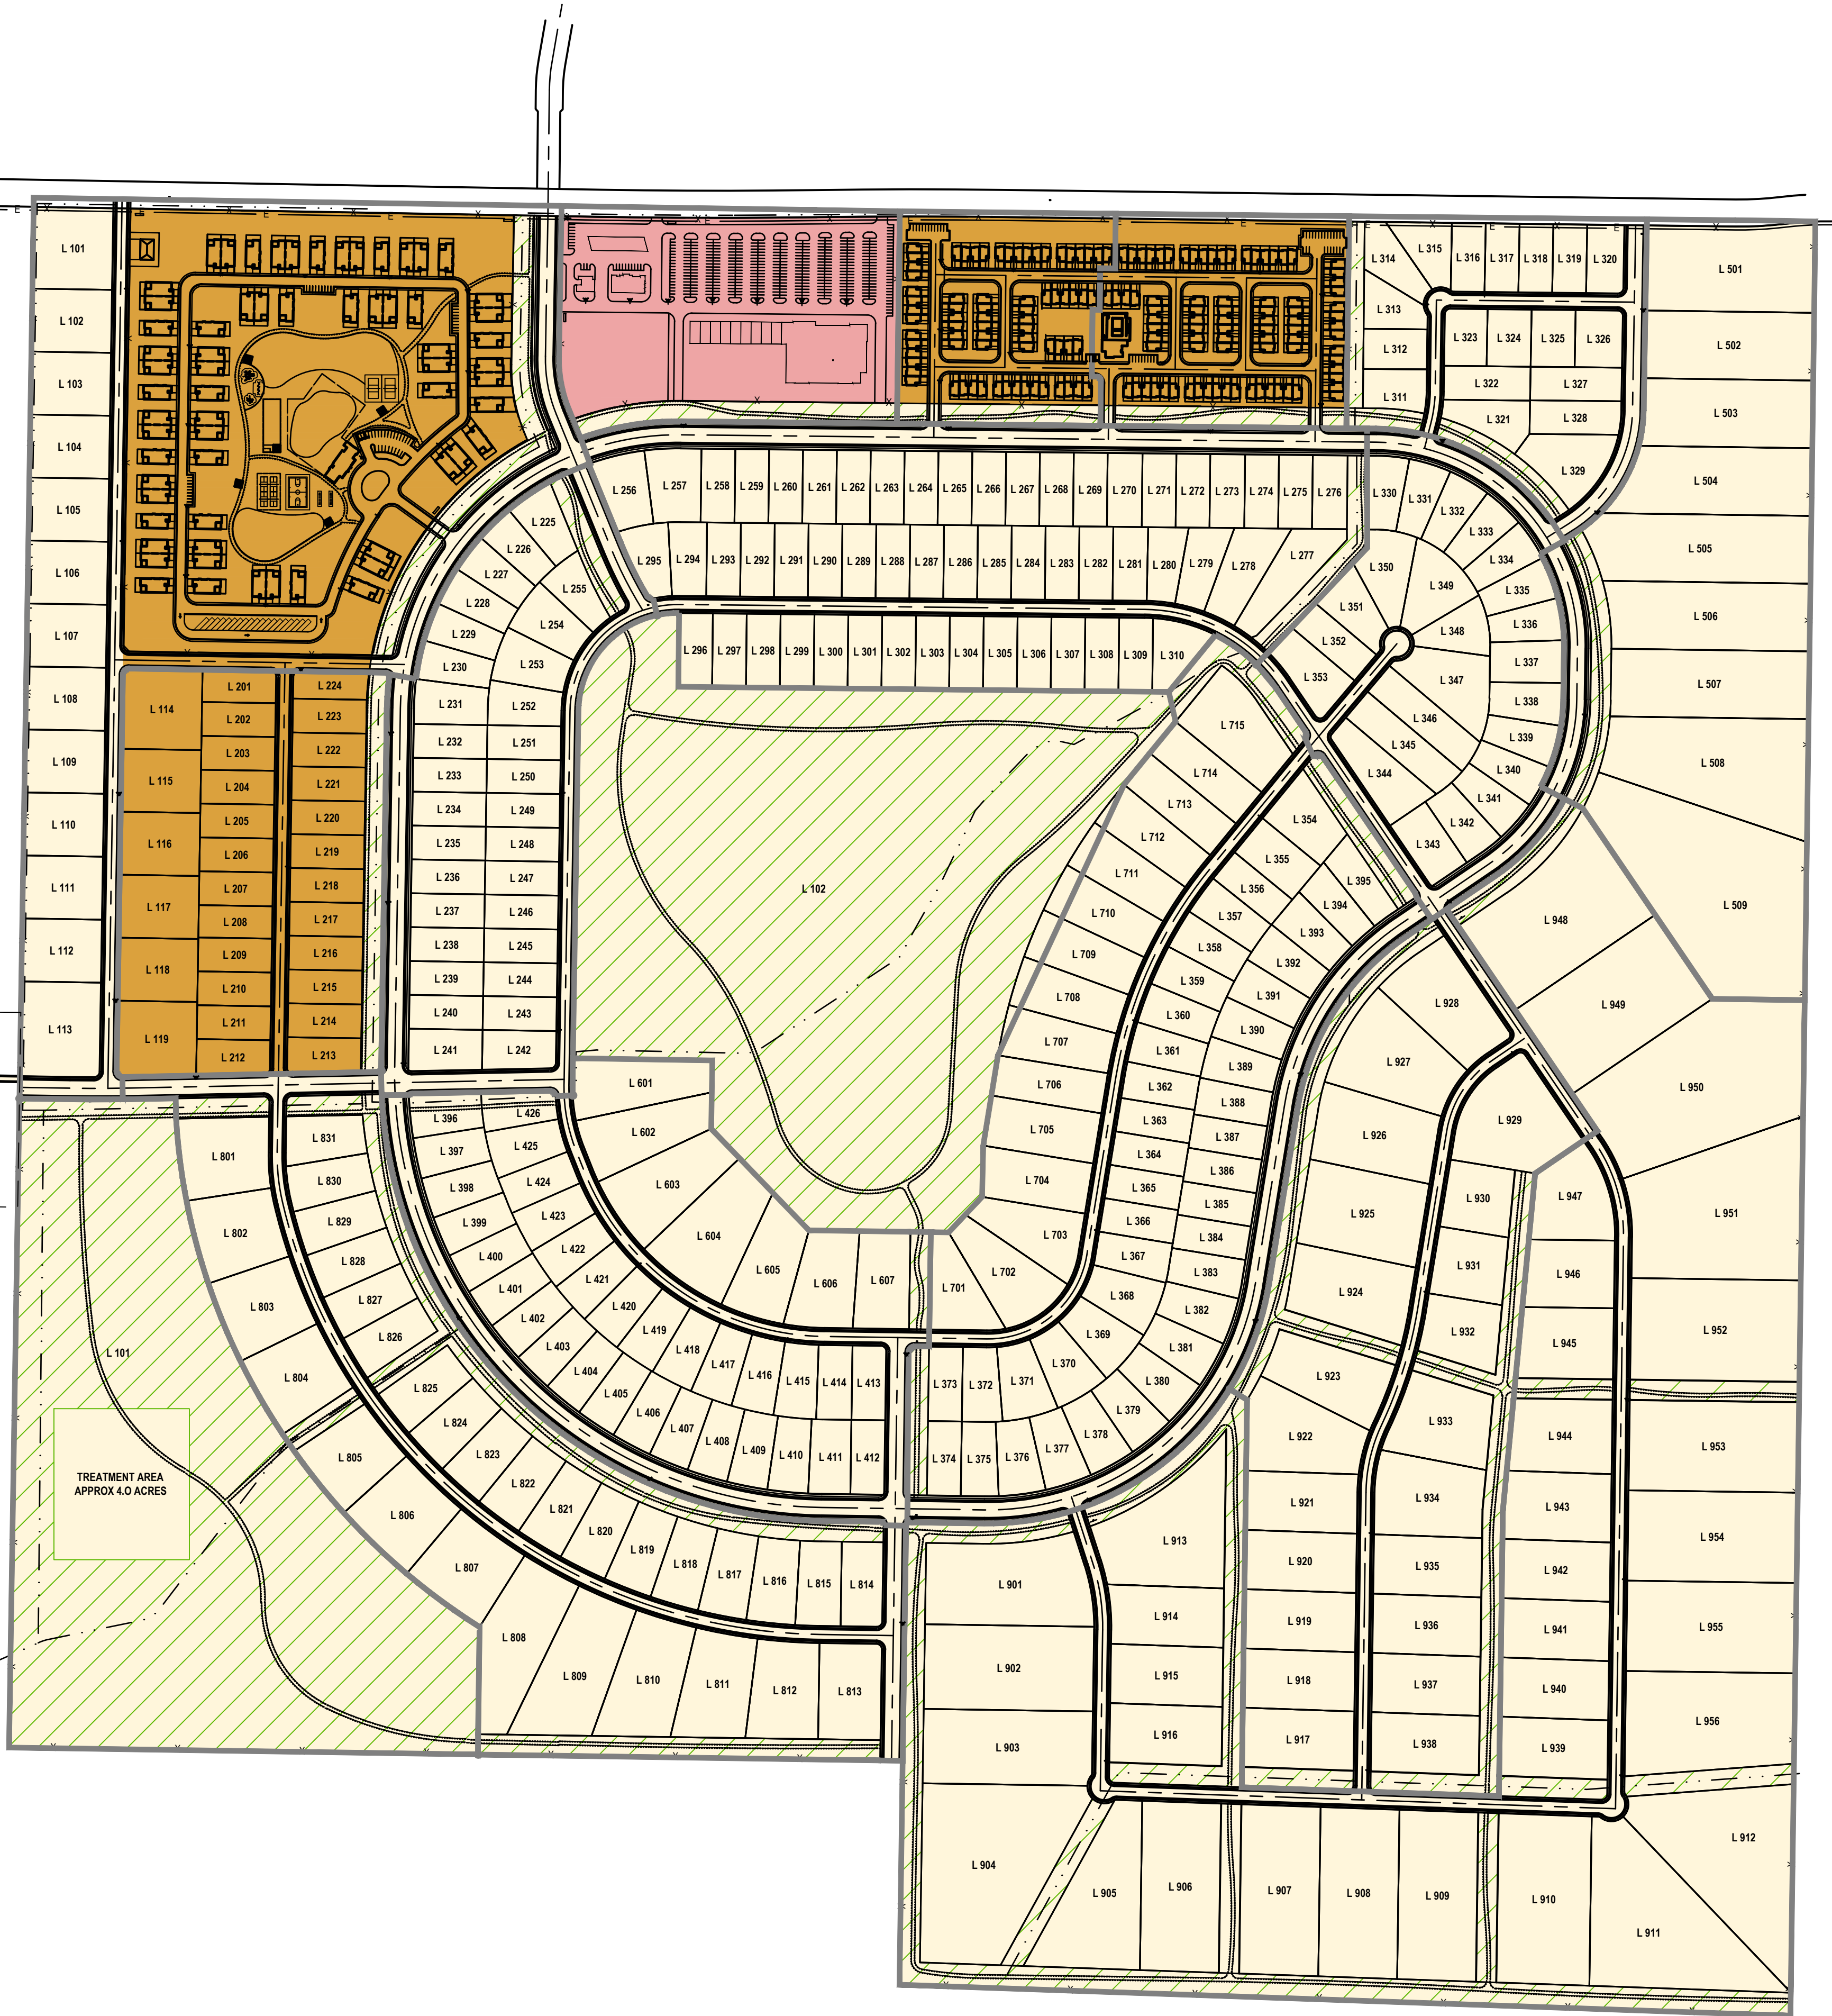 L 101
L 102
L 103
L 104
L 105
L 106
L 107
L 108
L 109
L 110
L 111
L 112
L 113
L 114
L 115
L 116
L 117
L 118
L 119
L 201
L 202
L 203
L 204
L 205
L 206
L 207
L 208
L 209
L 210
L 211
L 212
L 224
L 223
L 222
L 221
L 220
L 219
L 218
L 217
L 216
L 215
L 214
L 213
L 225
L 226
L 227
L 228
L 229
L 230
L 231
L 232
L 233
L 234
L 235
L 236
L 237
L 238
L 239
L 240
L 241
L 255
L 254
L 253
L 252
L 251
L 250
L 249
L 248
L 247
L 246
L 245
L 244
L 243
L 242
L 256
L 257
L 258
L 259
L 260
L 261
L 262
L 263
L 264
L 265
L 266
L 267
L 268
L 269
L 270
L 271
L 272
L 273
L 274
L 275
L 276
L 295
L 294
L 293
L 292
L 291
L 290
L 289
L 288
L 287
L 286
L 285
L 284
L 283
L 282
L 281
L 280
L 279
L 278
L 277
L 296
L 297
L 298
L 299
L 300
L 301
L 302
L 303
L 304
L 305
L 306
L 307
L 308
L 309
L 310
L 102
L 314
L 315
L 316
L 317
L 318
L 319
L 320
L 313
L 312
L 311
L 323
L 324
L 325
L 326
L 322
L 327
L 321
L 328
L 329
L 330
L 331
L 332
L 333
L 334
L 335
L 336
L 337
L 338
L 339
L 340
L 341
L 342
L 343
L 350
L 349
L 348
L 347
L 346
L 345
L 344
L 351
L 352
L 353
L 501
L 502
L 503
L 504
L 505
L 506
L 507
L 508
L 509
L 715
L 714
L 713
L 712
L 711
L 710
L 709
L 708
L 707
L 706
L 705
L 704
L 703
L 702
L 701
L 354
L 355
L 356
L 357
L 358
L 359
L 360
L 361
L 362
L 363
L 364
L 365
L 366
L 367
L 368
L 369
L 370
L 371
L 372
L 373
L 395
L 394
L 393
L 392
L 391
L 390
L 389
L 388
L 387
L 386
L 385
L 384
L 383
L 382
L 381
L 380
L 379
L 378
L 377
L 376
L 375
L 374
L 601
L 602
L 603
L 604
L 605
L 606
L 607
L 396
L 397
L 398
L 399
L 400
L 401
L 402
L 403
L 404
L 405
L 406
L 407
L 408
L 409
L 410
L 411
L 412
L 426
L 425
L 424
L 423
L 422
L 421
L 420
L 419
L 418
L 417
L 416
L 415
L 414
L 413
L 101
TREATMENT AREA
APPROX 4.O ACRES
L 801
L 802
L 803
L 804
L 805
L 806
L 807
L 808
L 809
L 810
L 811
L 812
L 813
L 831
L 830
L 829
L 828
L 827
L 826
L 825
L 824
L 823
L 822
L 821
L 820
L 819
L 818
L 817
L 816
L 815
L 814
L 948
L 949
L 950
L 951
L 952
L 953
L 954
L 955
L 956
L 928
L 927
L 926
L 925
L 924
L 923
L 922
L 921
L 920
L 919
L 918
L 917
L 929
L 930
L 931
L 932
L 933
L 934
L 935
L 936
L 937
L 938
L 947
L 946
L 945
L 944
L 943
L 942
L 941
L 940
L 939
L 913
L 914
L 915
L 916
L 901
L 902
L 903
L 904
L 905
L 906
L 907
L 908
L 909
L 910
L 911
L 912